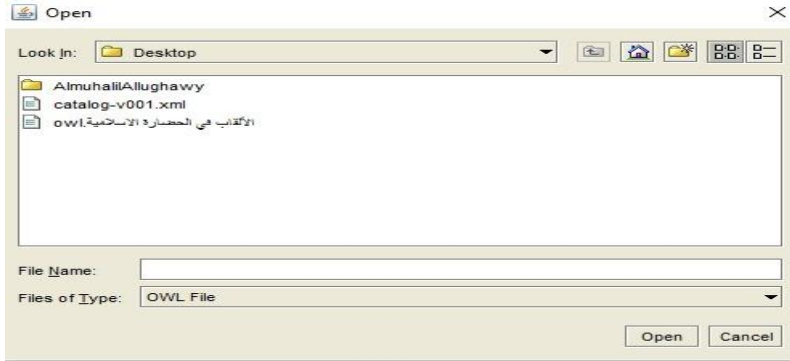 Open
Look In: Desktop
AlmuhalilAllughawy
catalog-v001.xml
الألقاب في الحضارة الاسلامية.owl
File Name:
Files of Type: OWL File
Open Cancel